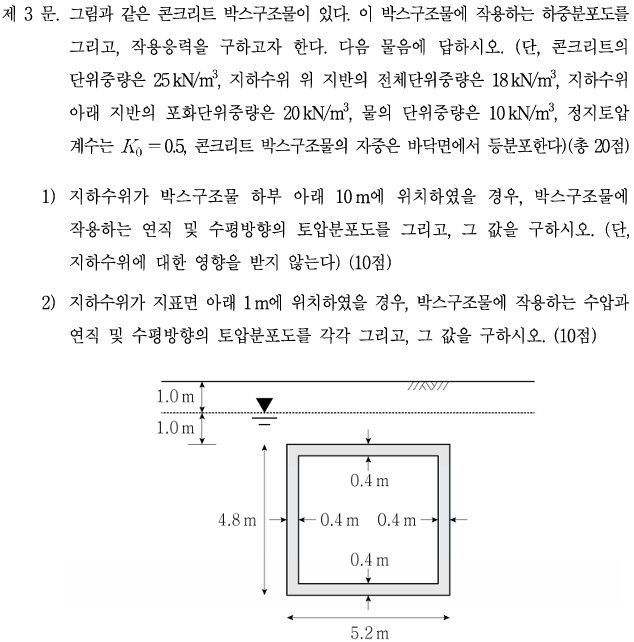 제 3 문. 그림과 같은 콘크리트 박스구조물이 있다. 이 박스구조물에 작용하는 하중분포도를
그리고, 작용응력을 구하고자 한다. 다음 물음에 답하시오. (단, 콘크리트의
단위중량은 25 kN/m³, 지하수위 위 지반의 전체단위중량은 18 kN/m³, 지하수위
아래 지반의 포화단위중량은 20 kN/m³, 물의 단위중량은 10 kN/m³, 정지토압
계수는 K₀ = 0.5, 콘크리트 박스구조물의 자중은 바닥면에서 등분포한다)(총 20점)
1) 지하수위가 박스구조물 하부 아래 10 m에 위치하였을 경우, 박스구조물에
작용하는 연직 및 수평방향의 토압분포도를 그리고, 그 값을 구하시오. (단,
지하수위에 대한 영향을 받지 않는다) (10점)
2) 지하수위가 지표면 아래 1 m에 위치하였을 경우, 박스구조물에 작용하는 수압과
연직 및 수평방향의 토압분포도를 각각 그리고, 그 값을 구하시오. (10점)
1.0 m
1.0 m
0.4 m
4.8 m
0.4 m
0.4 m
0.4 m
5.2 m